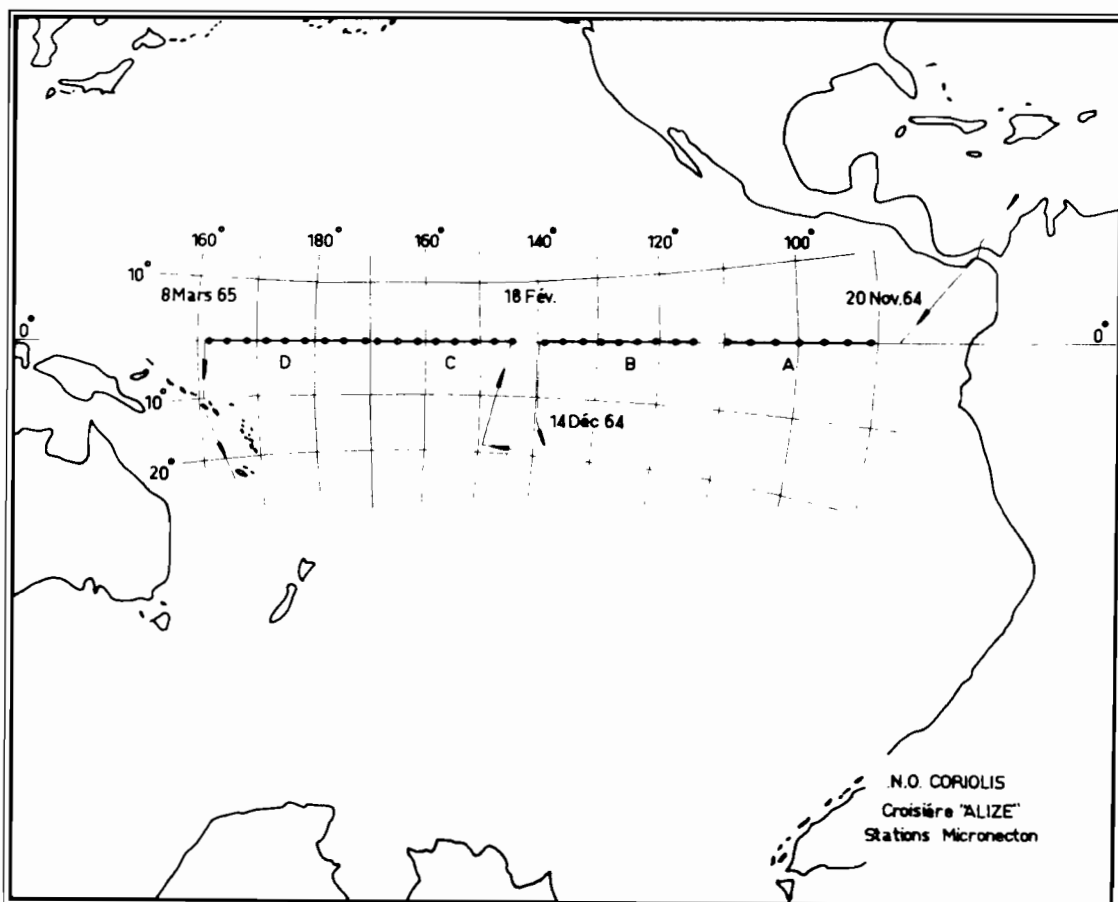 160° 180° 160° 140° 120° 100°
10°
8 Mars 65 18 Fév. 20 Nov. 64
0° 0°
D C B A
10° 14 Déc 64
20°
.N.O. CORIOLIS
Croisière "ALIZE"
Stations Micronecton